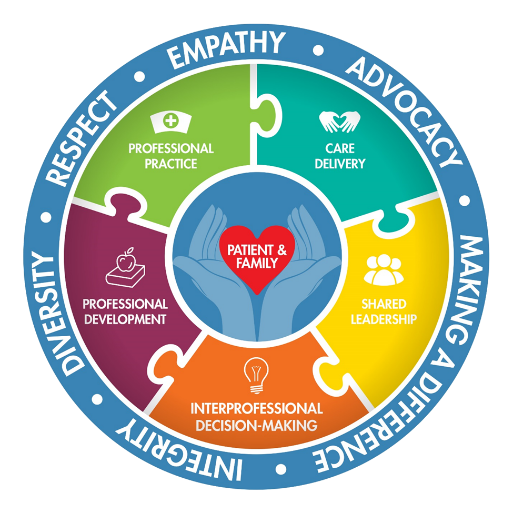 EMPATHY • ADVOCACY • MAKING A DIFFERENCE • INTEGRITY • DIVERSITY • RESPECT •
PROFESSIONAL
PRACTICE
CARE
DELIVERY
PATIENT &
FAMILY
PROFESSIONAL
DEVELOPMENT
SHARED
LEADERSHIP
INTERPROFESSIONAL
DECISION-MAKING